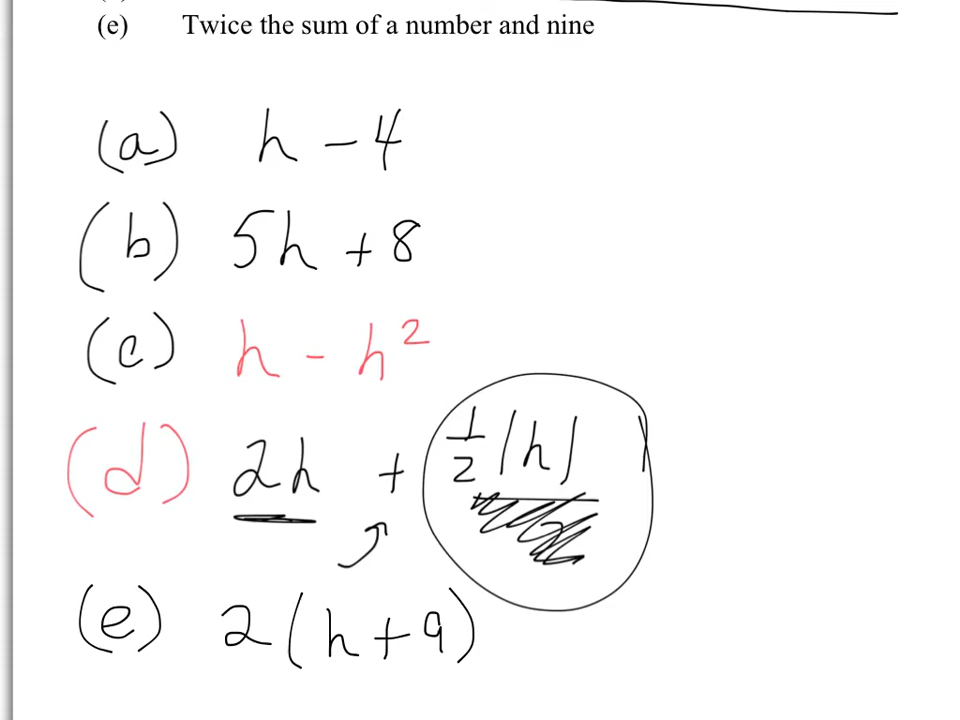 (e) Twice the sum of a number and nine
(a) h - 4
(b) 5h + 8
(c) h - h²
(d) 2h + ½(h)
(e) 2(h+9)